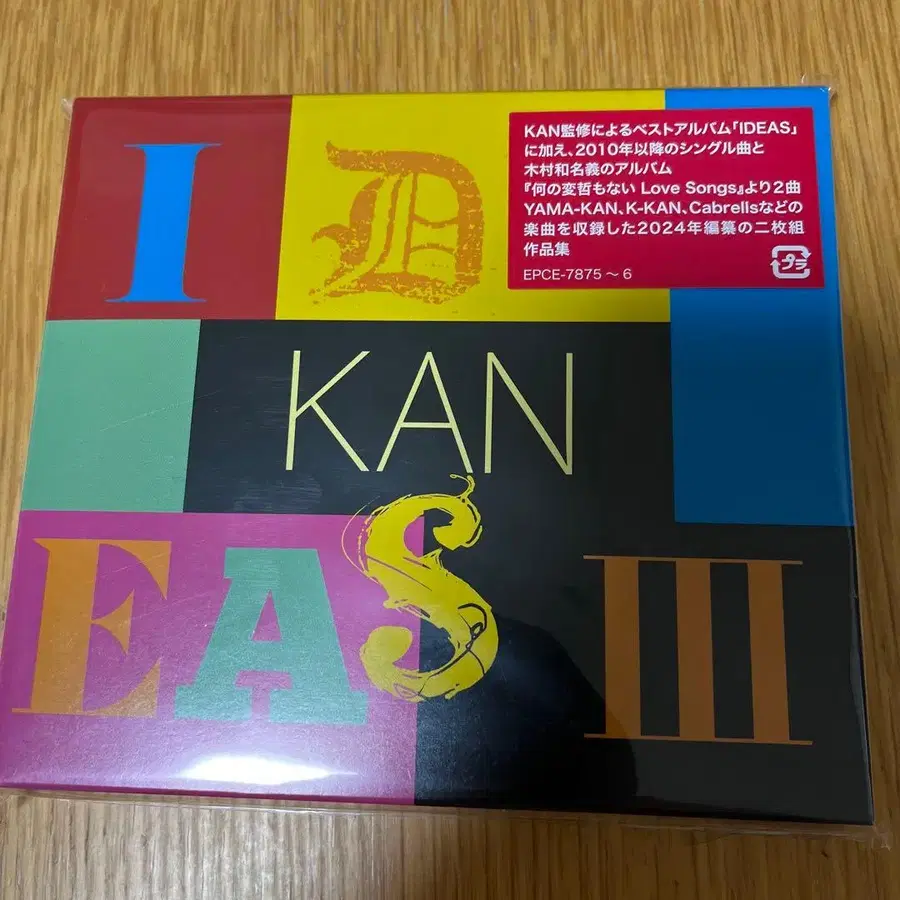 KAN監修によるベストアルバム「IDEAS」
に加え、2010年以降のシングル曲と
木村和名義のアルバム
『何の変哲もない Love Songs』より2曲
YAMA-KAN、K-KAN、Cabrellsなどの
楽曲を収録した2024年編纂の二枚組
作品集
EPCE-7875 ～ 6
プラ
I D
KAN
EAS III